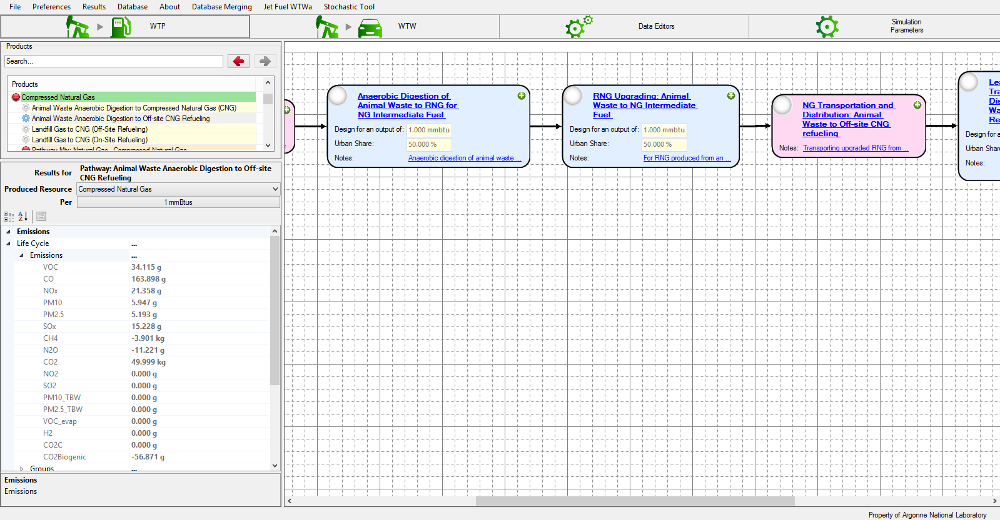 File Preferences Results Database About Database Merging Jet Fuel WTWa Stochastic Tool
WTP
WTW
Data Editors
Simulation
Parameters
Products
Search...
Products
Compressed Natural Gas
Animal Waste Anaerobic Digestion to Compressed Natural Gas (CNG)
Animal Waste Anaerobic Digestion to Off-site CNG Refueling
Landfill Gas to CNG (Off-Site Refueling)
Landfill Gas to CNG (On-Site Refueling)
Pathway Mix: Natural Gas - Compressed Natural Gas
Results for
Pathway: Animal Waste Anaerobic Digestion to Off-site
CNG Refueling
Produced Resource Compressed Natural Gas
Per 1 mmBtus
Emissions
Life Cycle ...
Emissions ...
VOC 34.115 g
CO 163.898 g
NOx 21.358 g
PM10 5.947 g
PM2.5 5.193 g
SOx 15.228 g
CH4 -3.901 kg
N2O -11.221 g
CO2 49.999 kg
NO2 0.000 g
SO2 0.000 g
PM10_TBW 0.000 g
PM2.5_TBW 0.000 g
VOC_evap 0.000 g
H2 0.000 g
CO2C 0.000 g
CO2Biogenic -56.871 g
Groups ...
Emissions
Emissions
Anaerobic Digestion of
Animal Waste to RNG for
NG Intermediate Fuel
Design for an output of: 1.000 mmbtu
Urban Share: 50.000 %
Notes: Anaerobic digestion of animal waste ...
RNG Upgrading: Animal
Waste to NG Intermediate
Fuel
Design for an output of: 1.000 mmbtu
Urban Share: 50.000 %
Notes: For RNG produced from an ...
NG Transportation and
Distribution: Animal
Waste to Off-site CNG
refueling
Notes: Transporting upgraded RNG from ...
Lea
Tra
Dis
Wa
Re
Design for a
Urban Share
Notes:
Property of Argonne National Laboratory